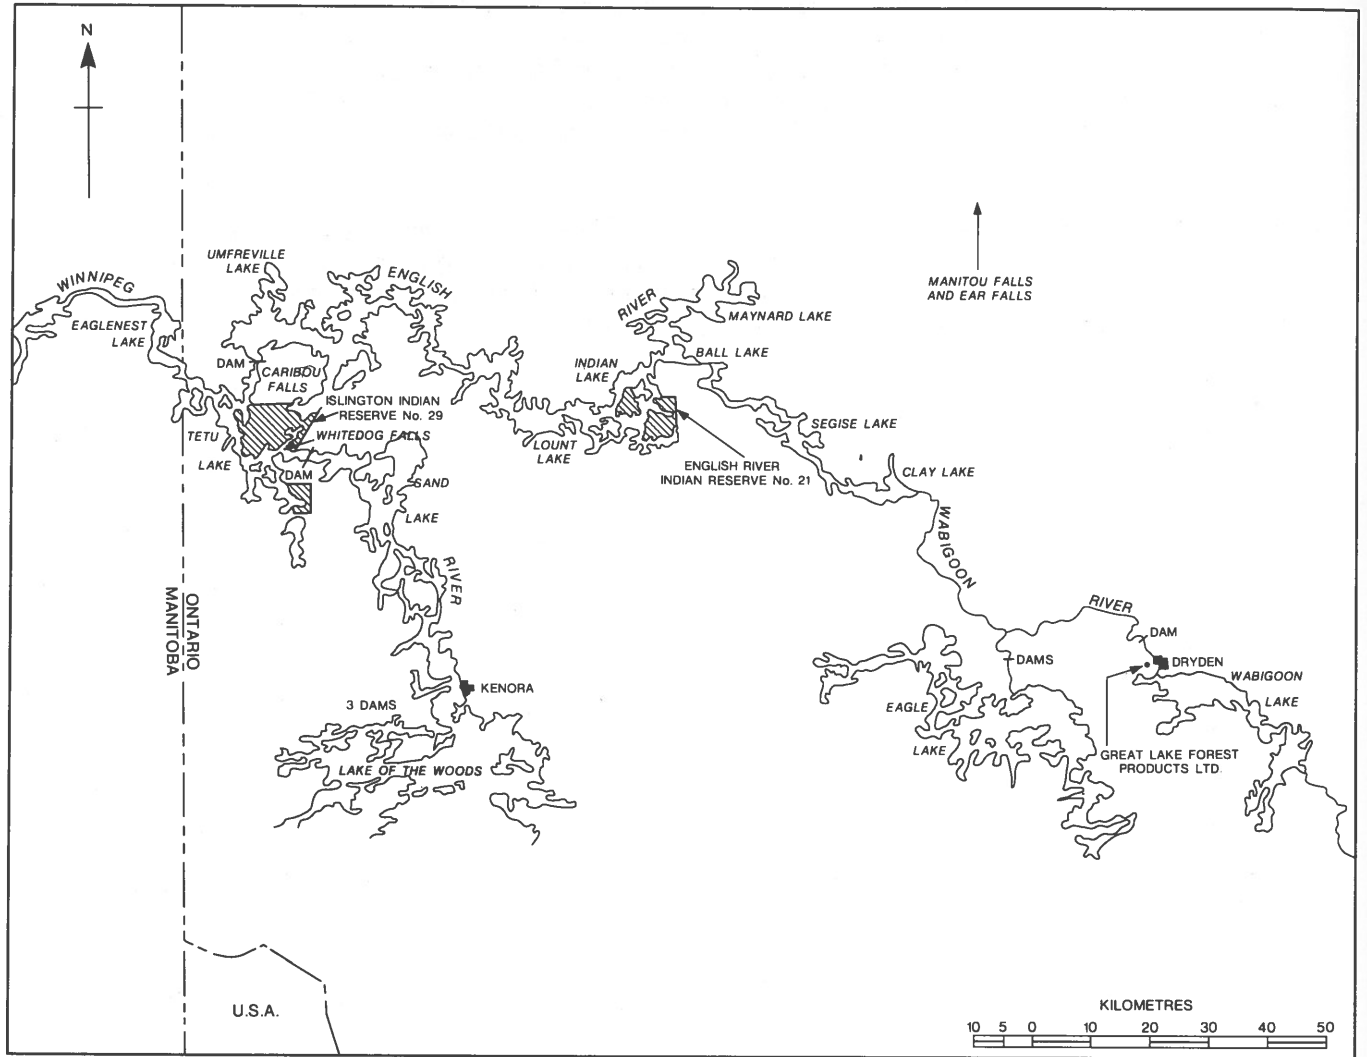 N
UMFREVILLE
LAKE
WINNIPEG
ENGLISH
RIVER
MANITOU FALLS
AND EAR FALLS
EAGLENEST
LAKE
MAYNARD LAKE
DAM
CARIBOU
FALLS
INDIAN
LAKE
BALL LAKE
ISLINGTON INDIAN
RESERVE No. 29
WHITEDOG FALLS
TETU
LAKE
DAM
SAND
LAKE
LOUNT
LAKE
ENGLISH RIVER
INDIAN RESERVE No. 21
SEGISE LAKE
CLAY LAKE
WABIGOON
RIVER
RIVER
ONTARIO
MANITOBA
DAM
DRYDEN
DAMS
WABIGOON
LAKE
KENORA
3 DAMS
EAGLE
LAKE
LAKE OF THE WOODS
GREAT LAKE FOREST
PRODUCTS LTD.
U.S.A.
KILOMETRES
10 5 0 10 20 30 40 50